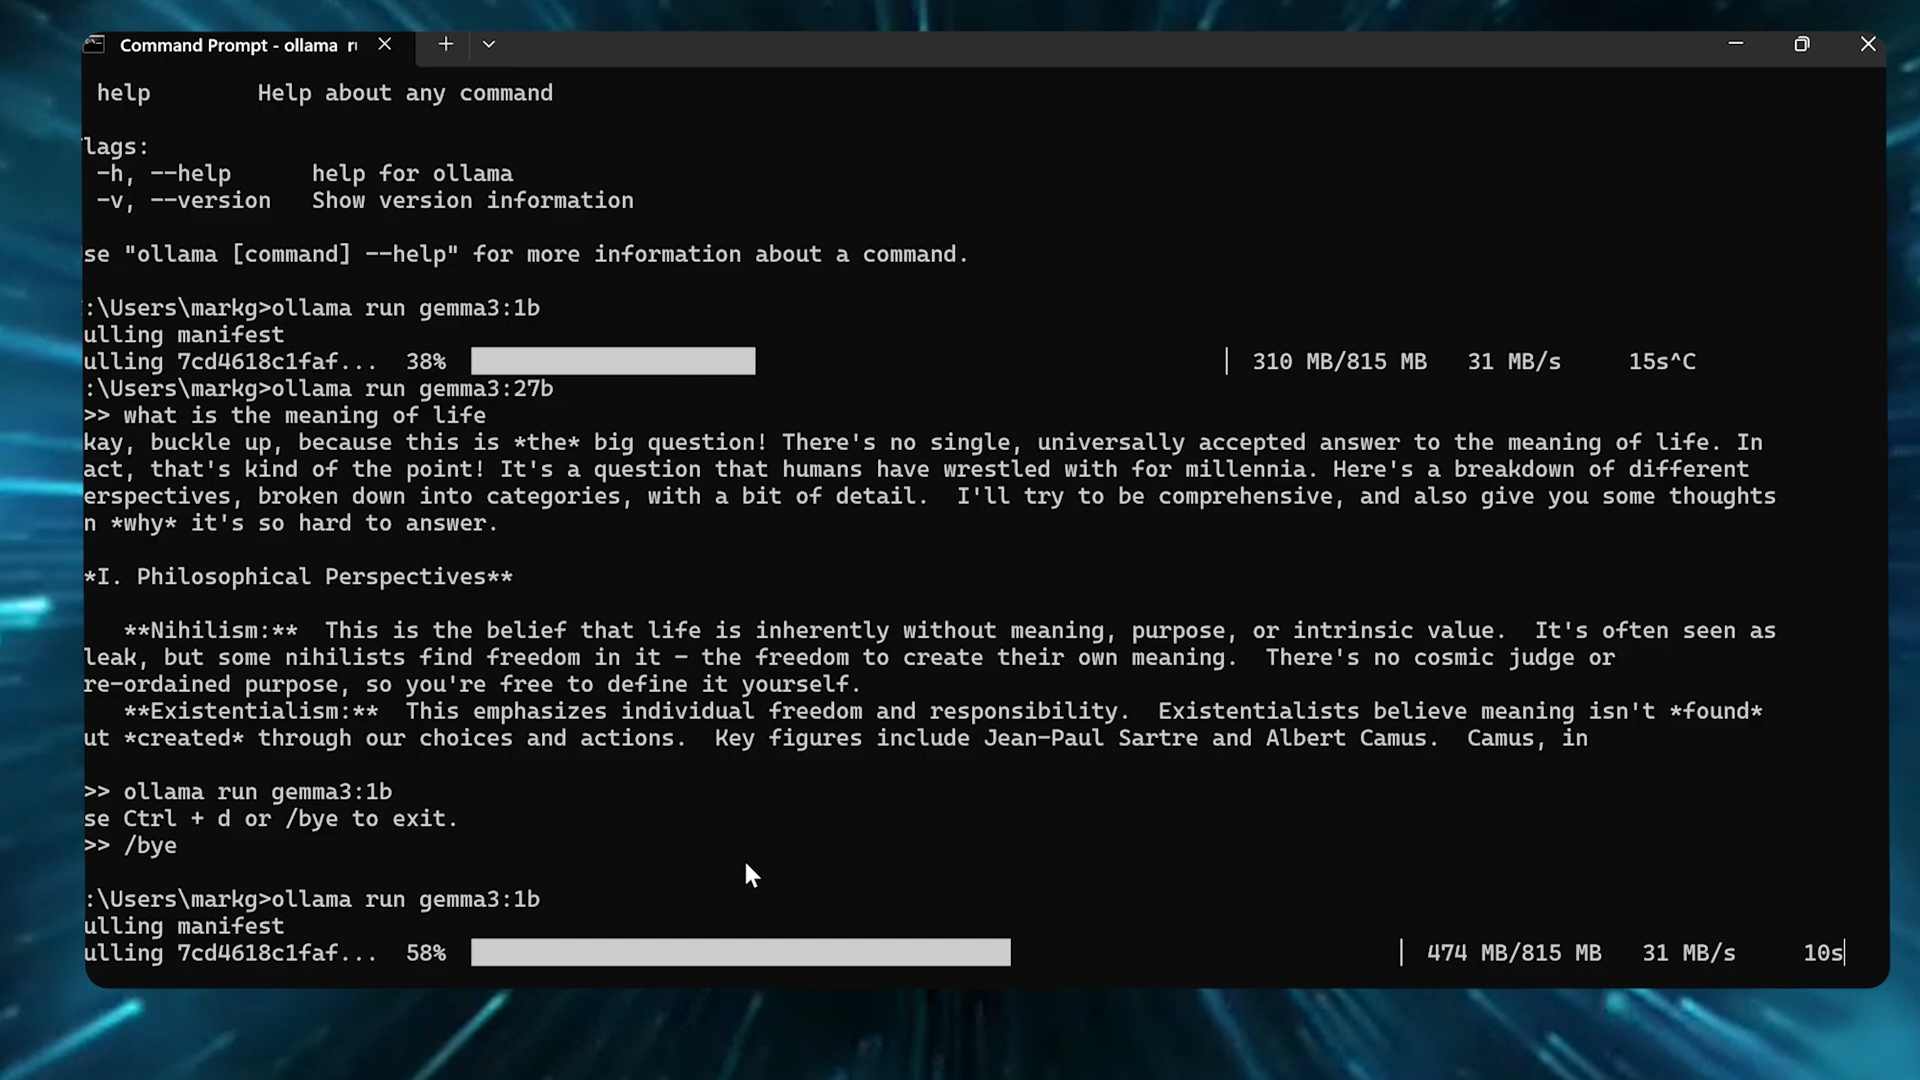 Command Prompt - ollama
help Help about any command
lags:
-h, --help help for ollama
-v, --version Show version information
se "ollama [command] --help" for more information about a command.
:\Users\markg>ollama run gemma3:1b
ulling manifest
ulling 7cd4618c1faf... 38% | 310 MB/815 MB 31 MB/s 15s^C
:\Users\markg>ollama run gemma3:27b
>> what is the meaning of life
kay, buckle up, because this is *the* big question! There's no single, universally accepted answer to the meaning of life. In
act, that's kind of the point! It's a question that humans have wrestled with for millennia. Here's a breakdown of different
erspectives, broken down into categories, with a bit of detail. I'll try to be comprehensive, and also give you some thoughts
n *why* it's so hard to answer.
*I. Philosophical Perspectives**
**Nihilism:** This is the belief that life is inherently without meaning, purpose, or intrinsic value. It's often seen as
leak, but some nihilists find freedom in it – the freedom to create their own meaning. There's no cosmic judge or
re-ordained purpose, so you're free to define it yourself.
**Existentialism:** This emphasizes individual freedom and responsibility. Existentialists believe meaning isn't *found*
ut *created* through our choices and actions. Key figures include Jean-Paul Sartre and Albert Camus. Camus, in
>> ollama run gemma3:1b
se Ctrl + d or /bye to exit.
>> /bye
:\Users\markg>ollama run gemma3:1b
ulling manifest
ulling 7cd4618c1faf... 58% | 474 MB/815 MB 31 MB/s 10s